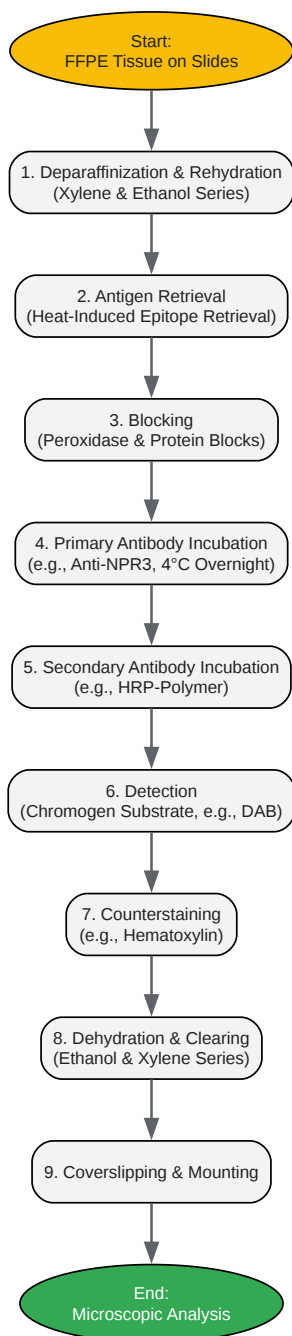 Start:
FFPE Tissue on Slides
1. Deparaffinization & Rehydration
(Xylene & Ethanol Series)
2. Antigen Retrieval
(Heat-Induced Epitope Retrieval)
3. Blocking
(Peroxidase & Protein Blocks)
4. Primary Antibody Incubation
(e.g., Anti-NPR3, 4°C Overnight)
5. Secondary Antibody Incubation
(e.g., HRP-Polymer)
6. Detection
(Chromogen Substrate, e.g., DAB)
7. Counterstaining
(e.g., Hematoxylin)
8. Dehydration & Clearing
(Ethanol & Xylene Series)
9. Coverslipping & Mounting
End:
Microscopic Analysis